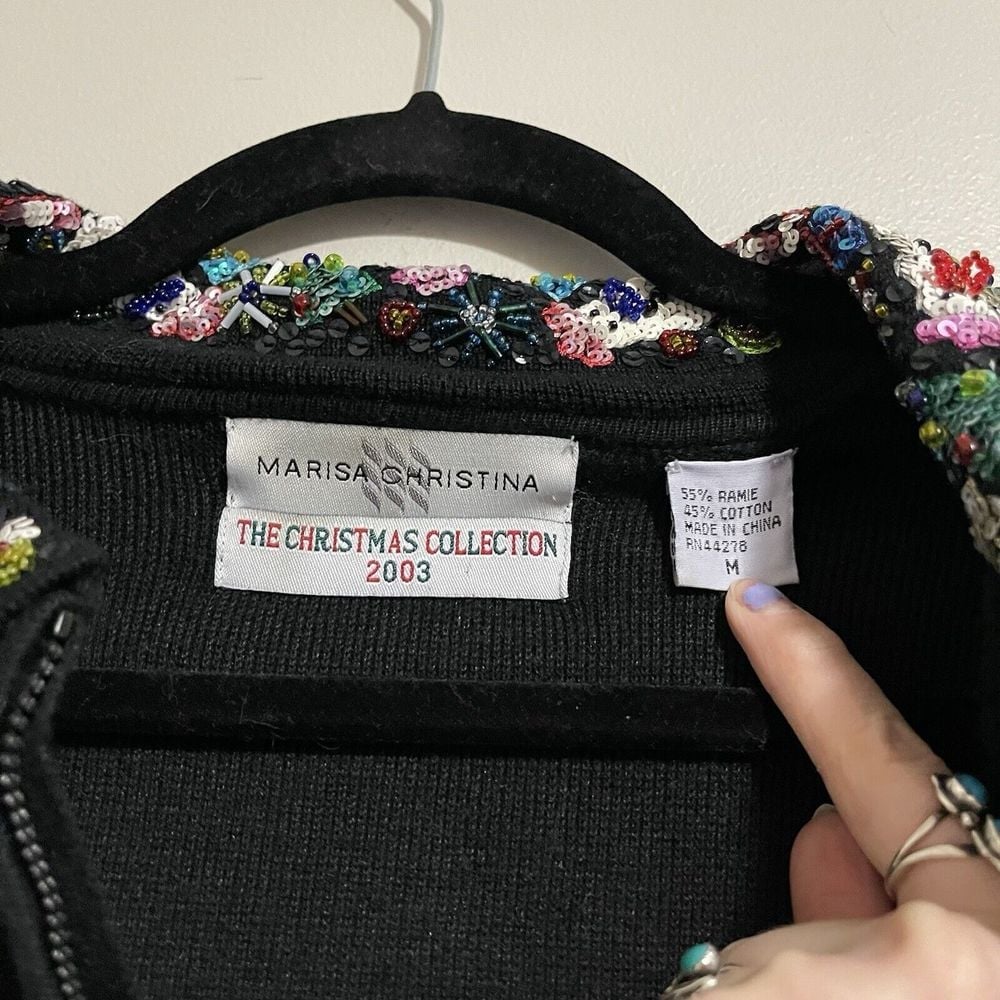 MARISA CHRISTINA
THE CHRISTMAS COLLECTION
2003
55% RAMIE
45% COTTON
MADE IN CHINA
RN44278
M